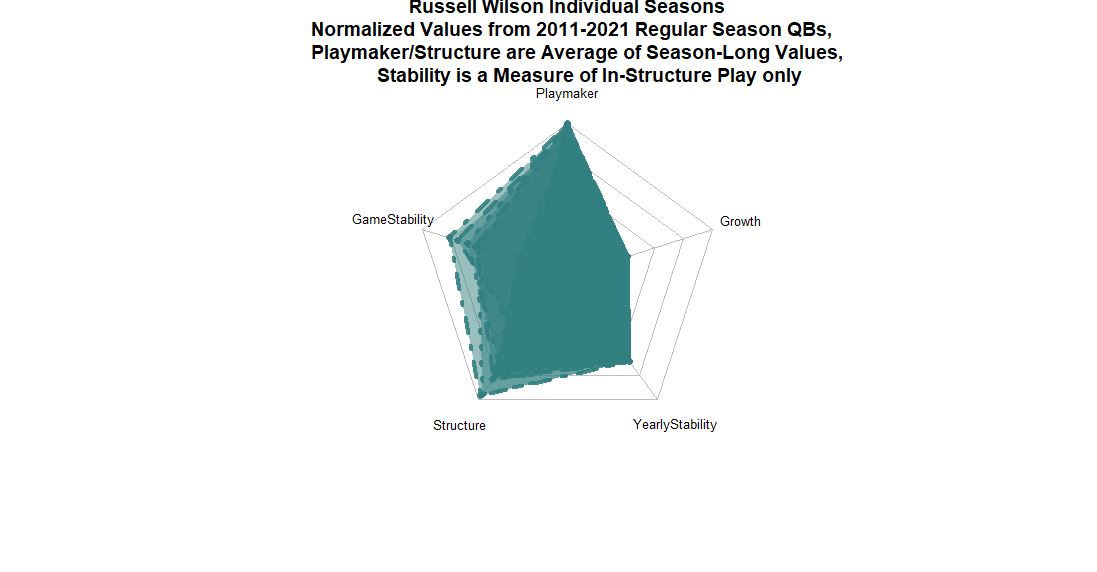 Russell Wilson Individual Seasons
Normalized Values from 2011-2021 Regular Season QBs,
Playmaker/Structure are Average of Season-Long Values,
Stability is a Measure of In-Structure Play only
Playmaker
GameStability
Growth
Structure
YearlyStability